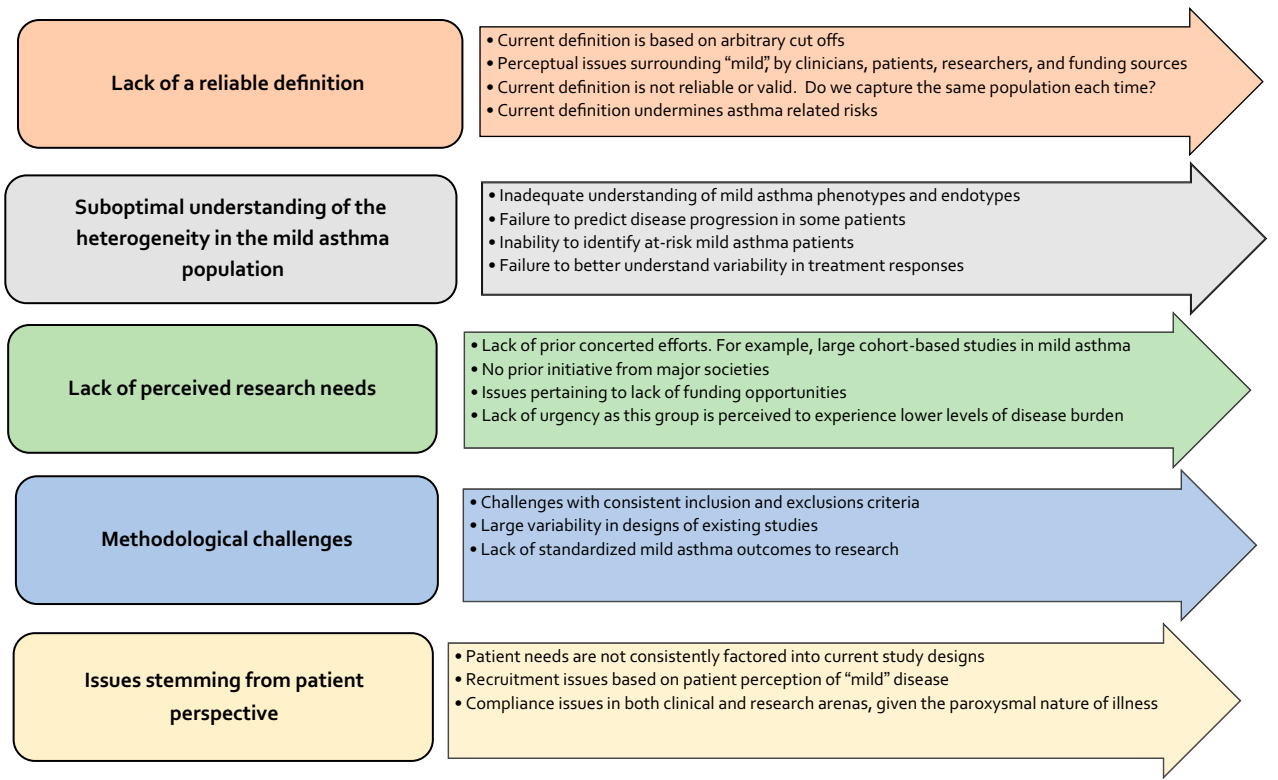 Lack of a reliable definition
• Current definition is based on arbitrary cut offs
• Perceptual issues surrounding “mild”, by clinicians, patients, researchers, and funding sources
• Current definition is not reliable or valid. Do we capture the same population each time?
• Current definition undermines asthma related risks
Suboptimal understanding of the
heterogeneity in the mild asthma
population
• Inadequate understanding of mild asthma phenotypes and endotypes
• Failure to predict disease progression in some patients
• Inability to identify at-risk mild asthma patients
• Failure to better understand variability in treatment responses
Lack of perceived research needs
• Lack of prior concerted efforts. For example, large cohort-based studies in mild asthma
• No prior initiative from major societies
• Issues pertaining to lack of funding opportunities
• Lack of urgency as this group is perceived to experience lower levels of disease burden
Methodological challenges
• Challenges with consistent inclusion and exclusions criteria
• Large variability in designs of existing studies
• Lack of standardized mild asthma outcomes to research
Issues stemming from patient
perspective
• Patient needs are not consistently factored into current study designs
• Recruitment issues based on patient perception of “mild” disease
• Compliance issues in both clinical and research arenas, given the paroxysmal nature of illness